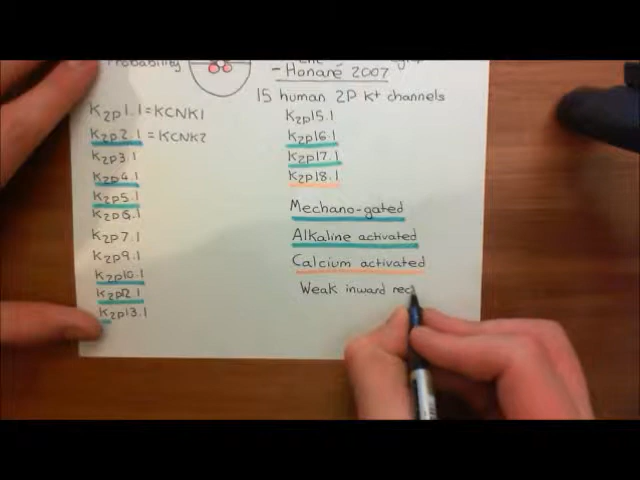 Probability
- Honaré 2007
15 human 2P K+ channels
K2p1.1 = KCNK1
K2p2.1 = KCNK2
K2p3.1
K2p4.1
K2p5.1
K2p6.1
K2p7.1
K2p9.1
K2p10.1
K2p12.1
K2p13.1
K2p15.1
K2p16.1
K2p17.1
K2p18.1
Mechano-gated
Alkaline activated
Calcium activated
Weak inward rec